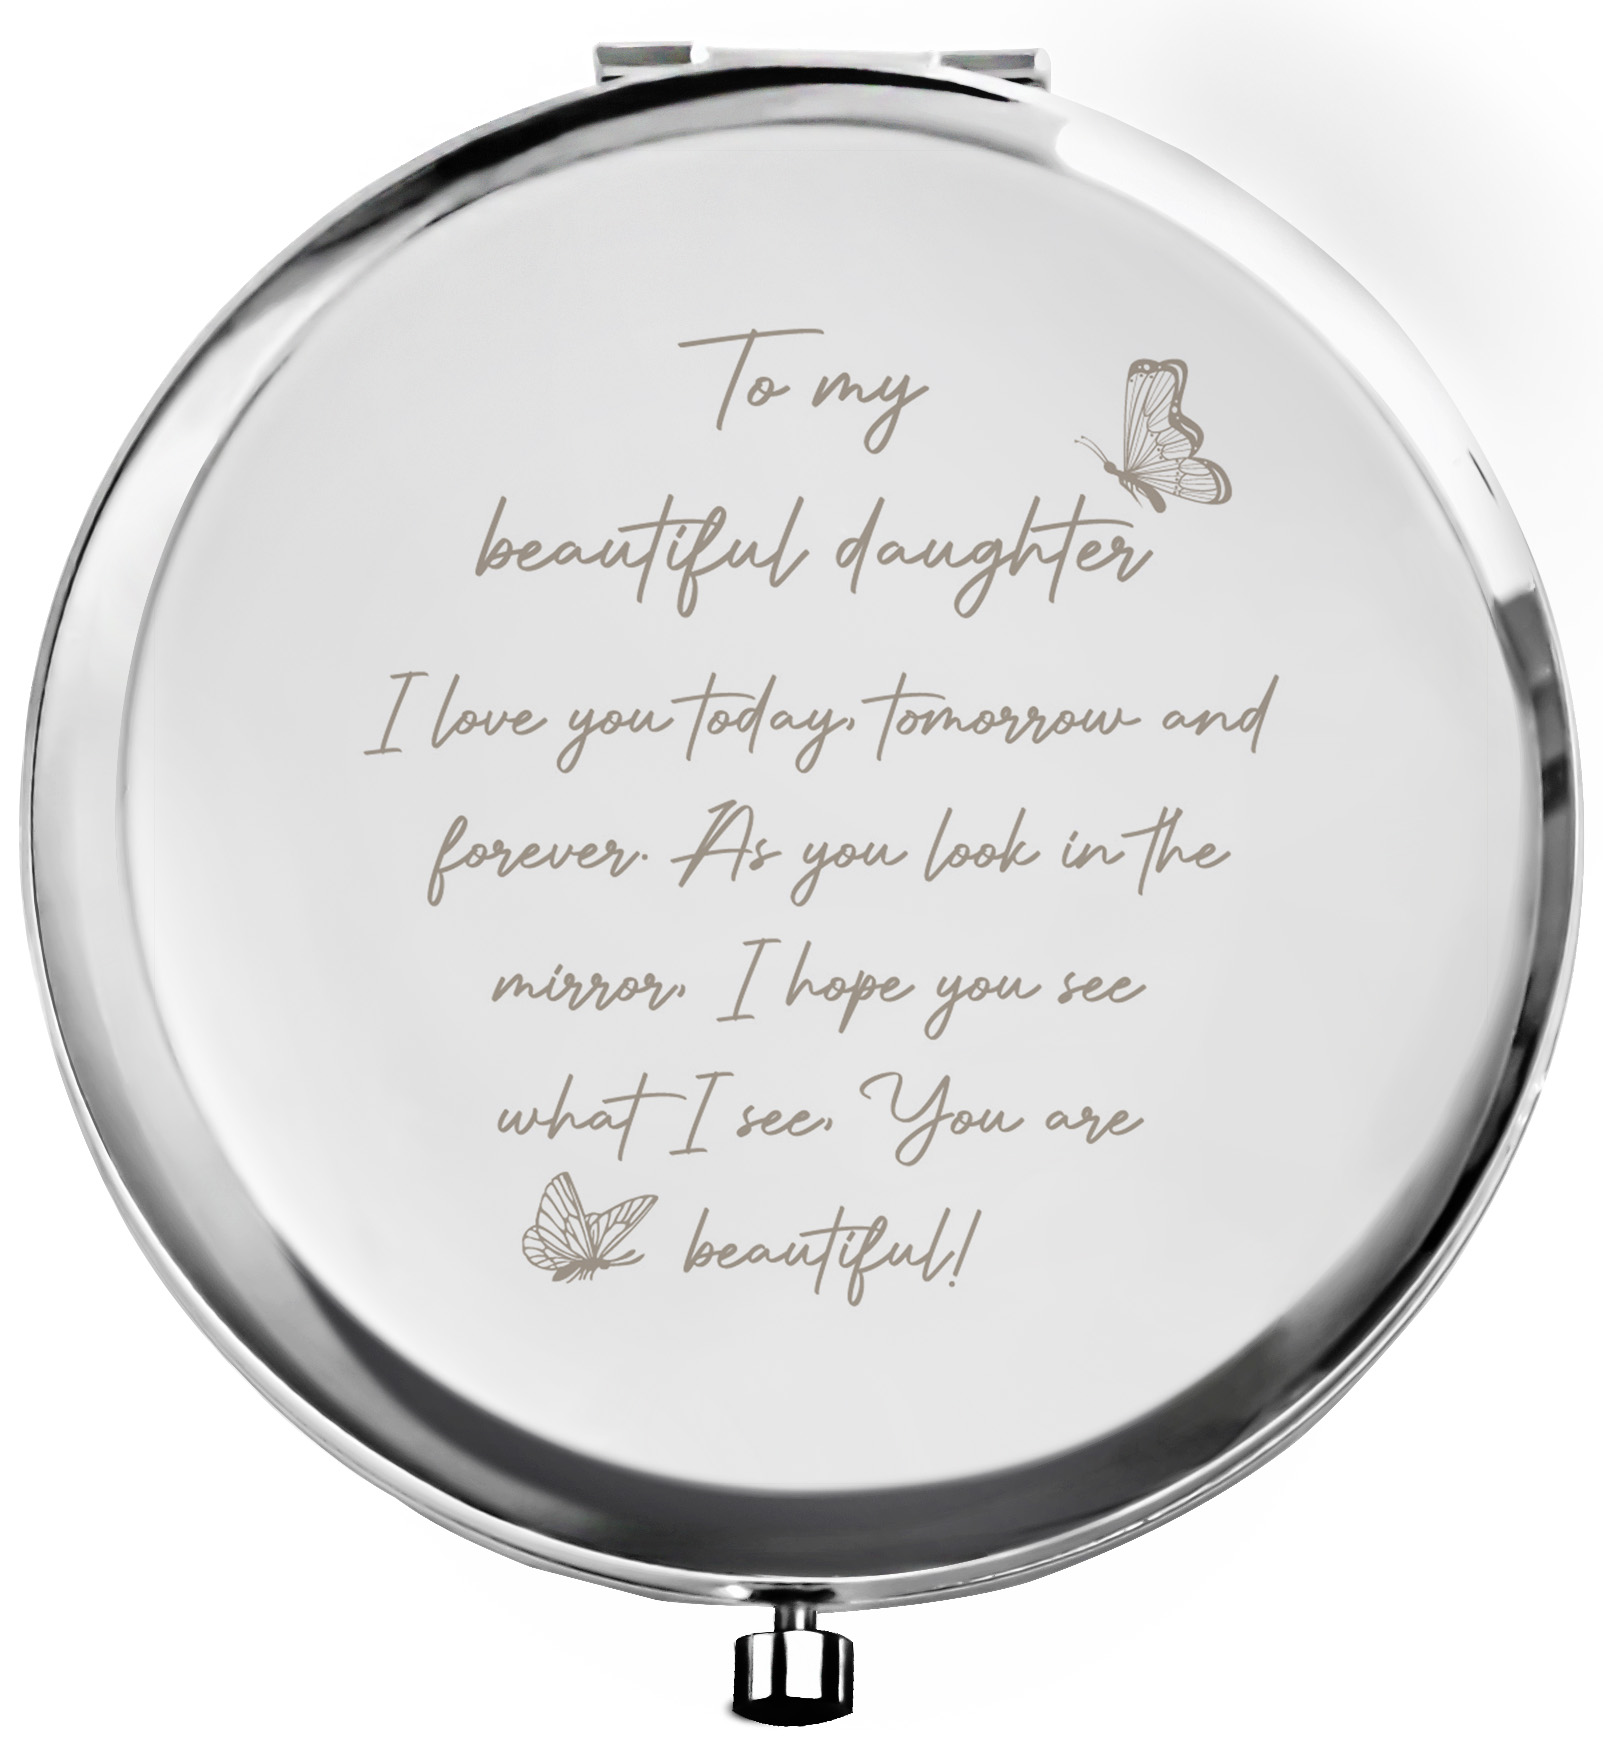 To my
beautiful daughter
I love you today, tomorrow and
forever. As you look in the
mirror, I hope you see
what I see. You are
beautiful!